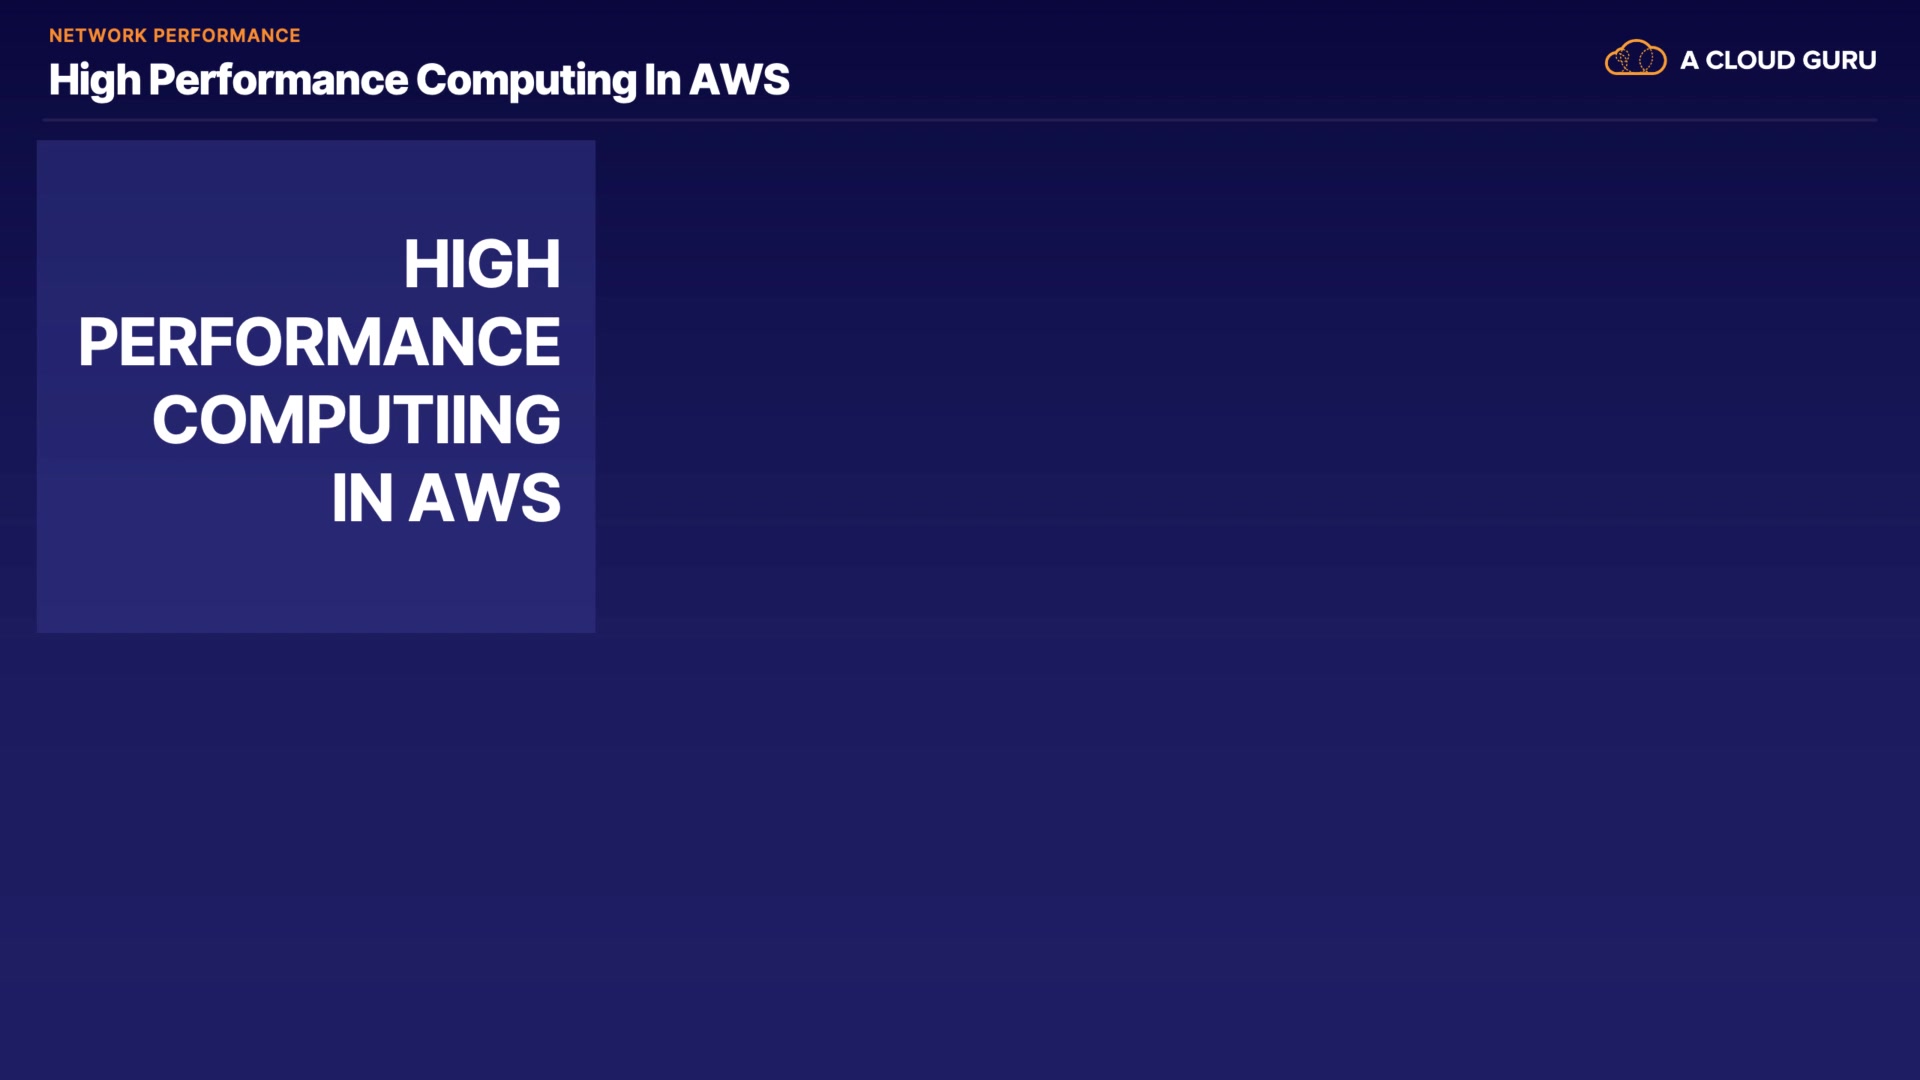 NETWORK PERFORMANCE
High Performance Computing In AWS
A CLOUD GURU
HIGH
PERFORMANCE
COMPUTIING
IN AWS